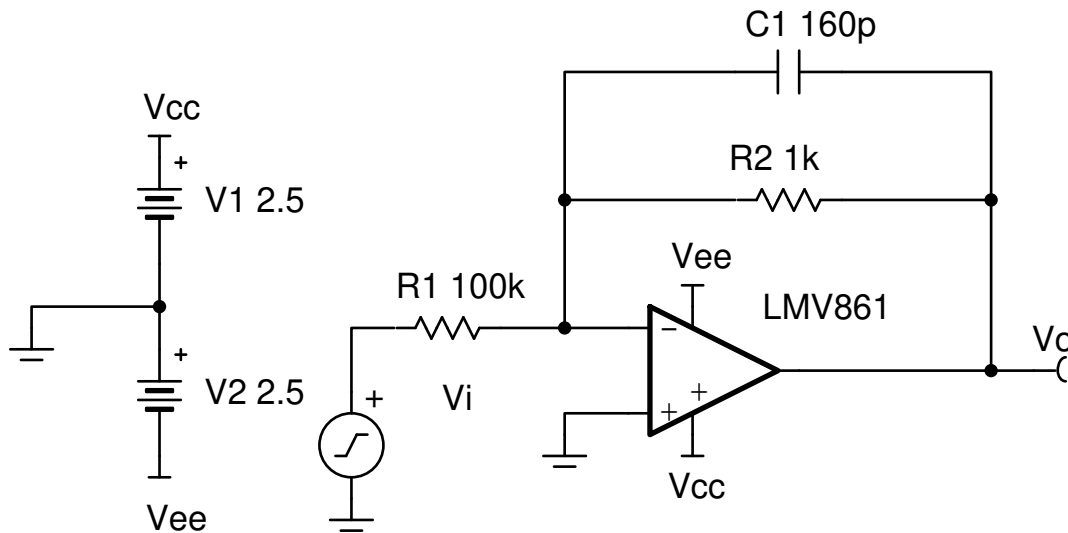 C1 160p
Vcc
+
V1 2.5
R2 1k
Vee
R1 100k
LMV861
−
+
V2 2.5
+
Vi
+
+
Vcc
Vee